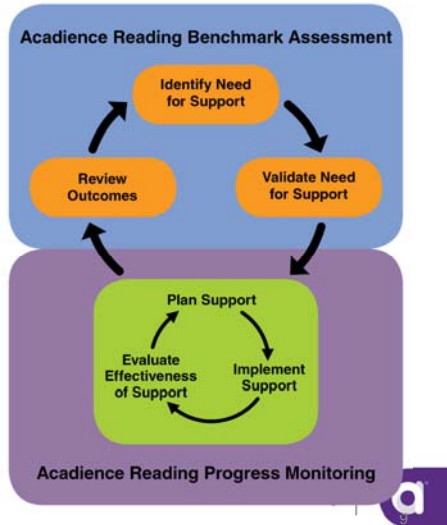 Acadience Reading Benchmark Assessment
Identify Need
for Support
Review
Outcomes
Validate Need
for Support
Plan Support
Evaluate
Effectiveness
of Support
Implement
Support
Acadience Reading Progress Monitoring
a